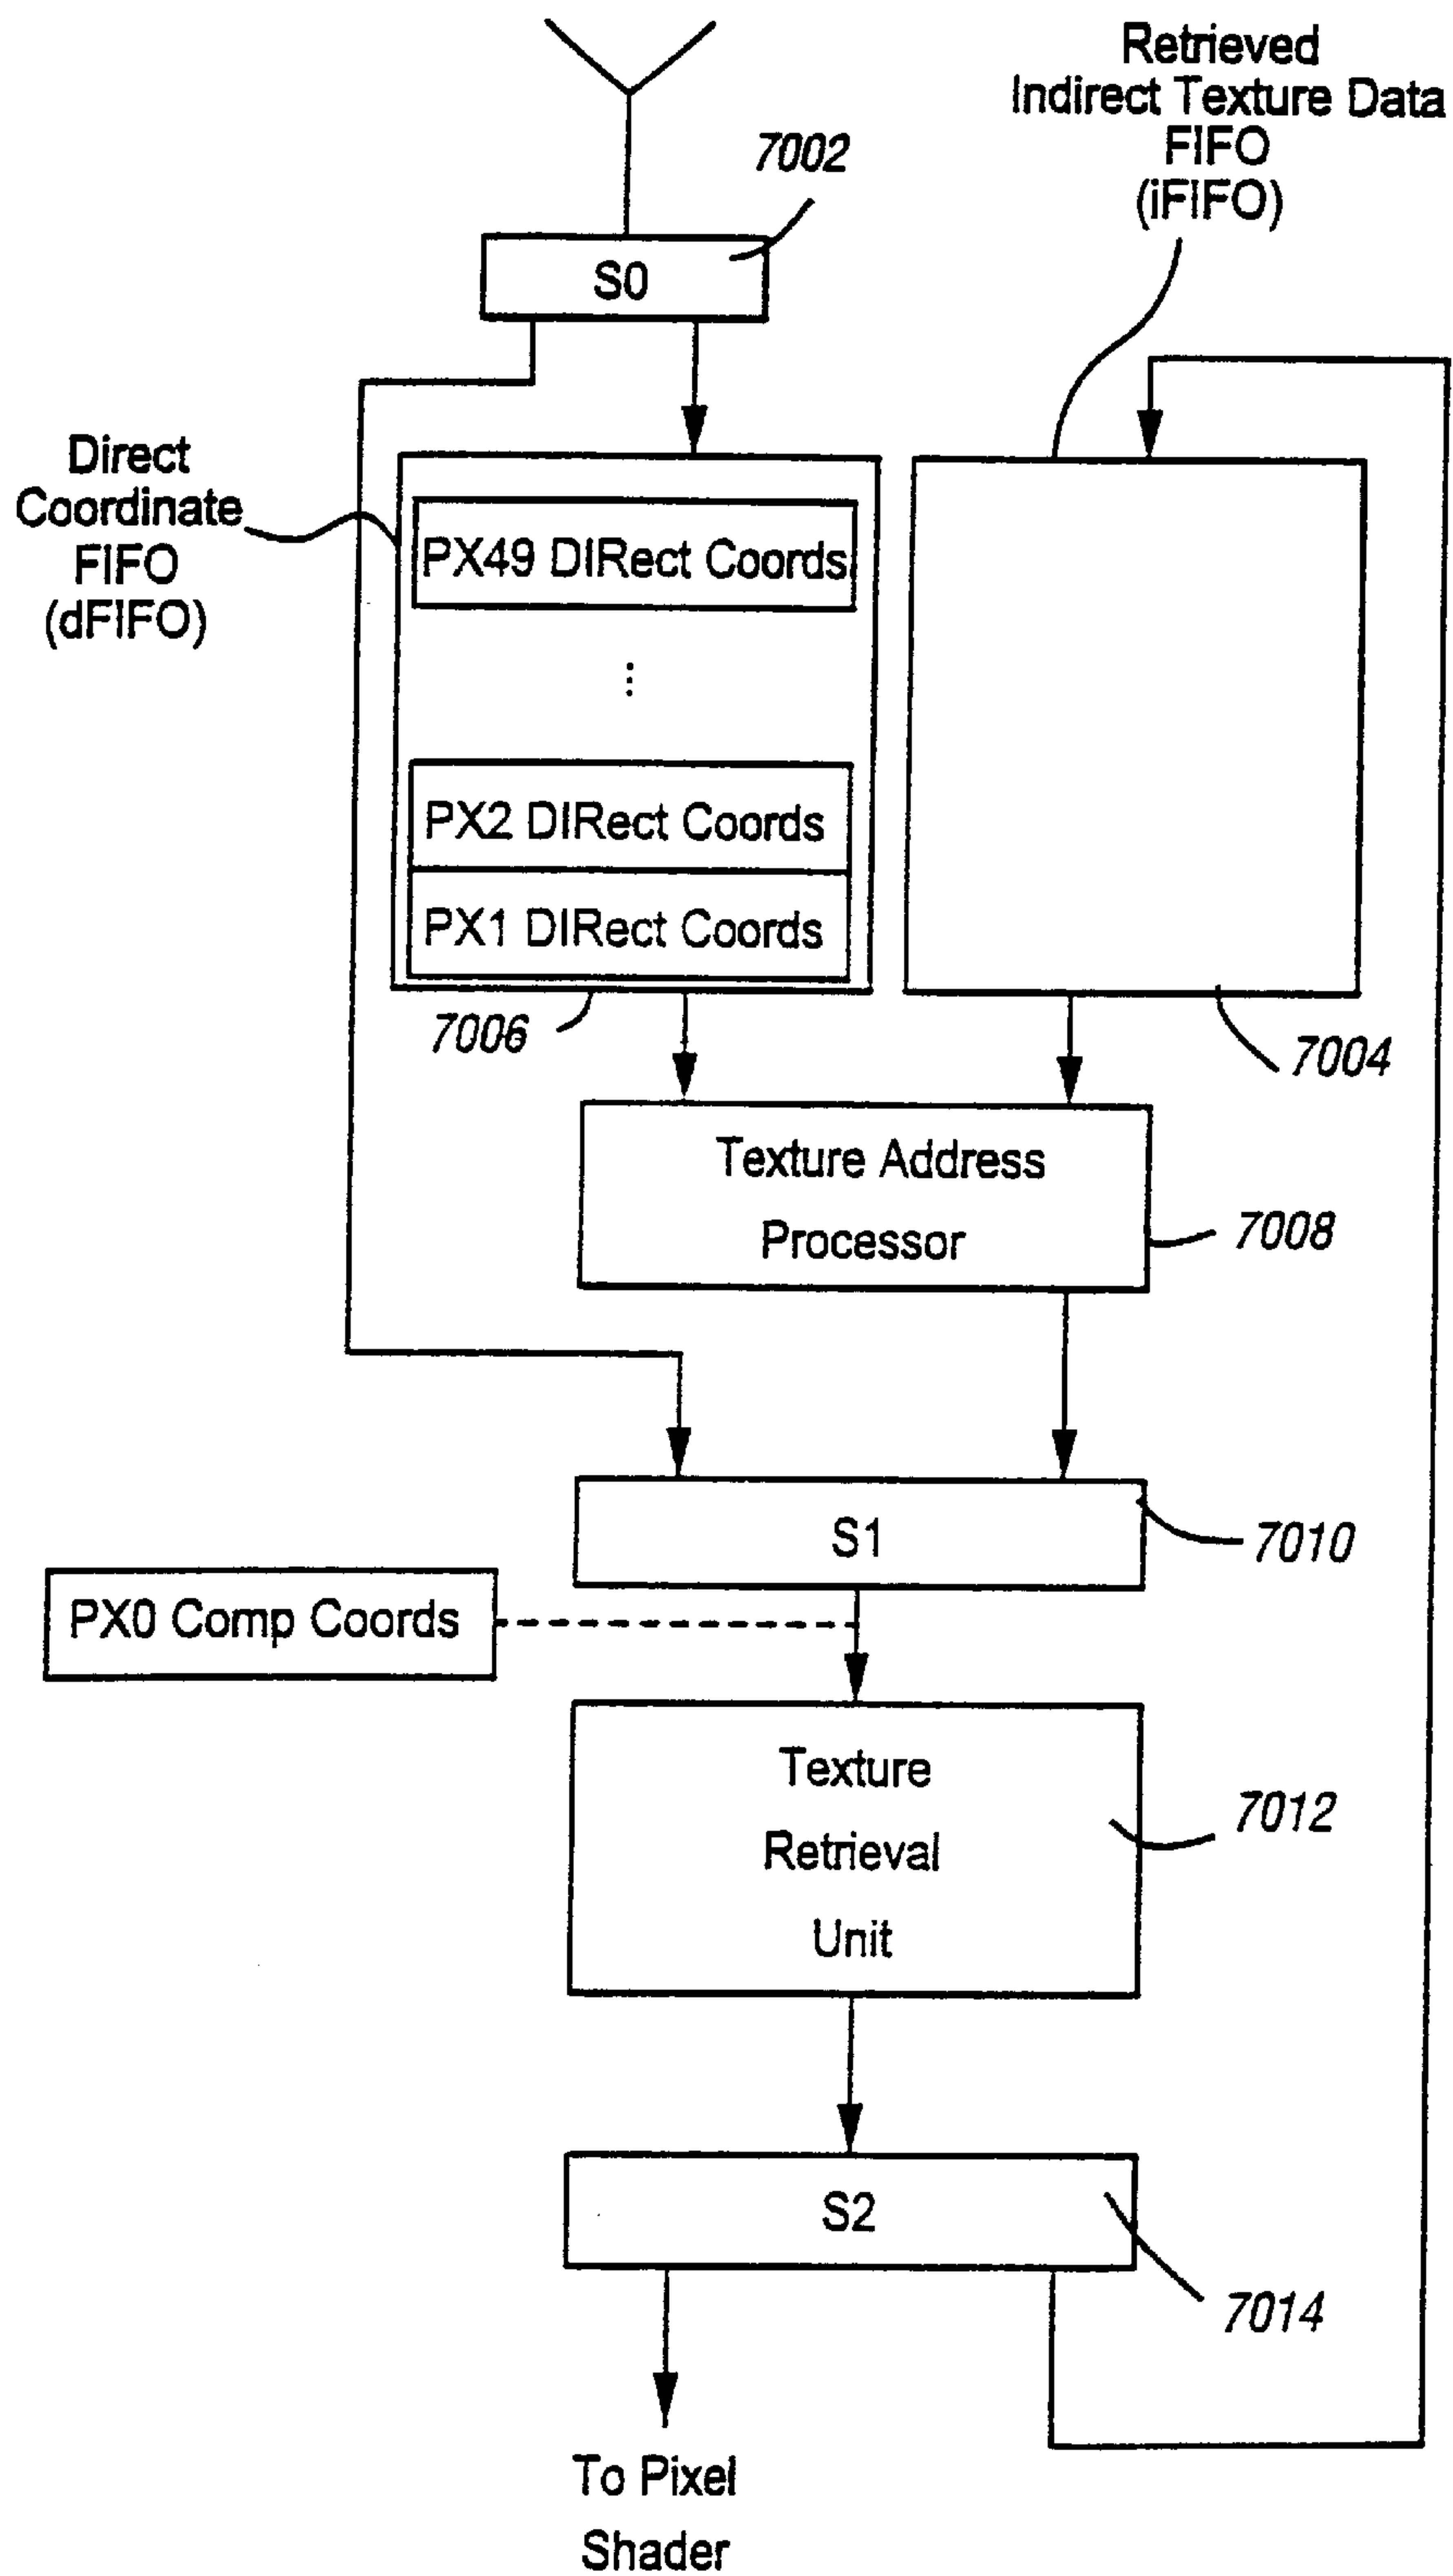 Retrieved
Indirect Texture Data
FIFO
(iFIFO)
7002
S0
Direct
Coordinate
FIFO
(dFIFO)
PX49 DIRect Coords
⋮
PX2 DIRect Coords
PX1 DIRect Coords
7006
7004
Texture Address
Processor
7008
S1
7010
PX0 Comp Coords
Texture
Retrieval
Unit
7012
S2
7014
To Pixel
Shader